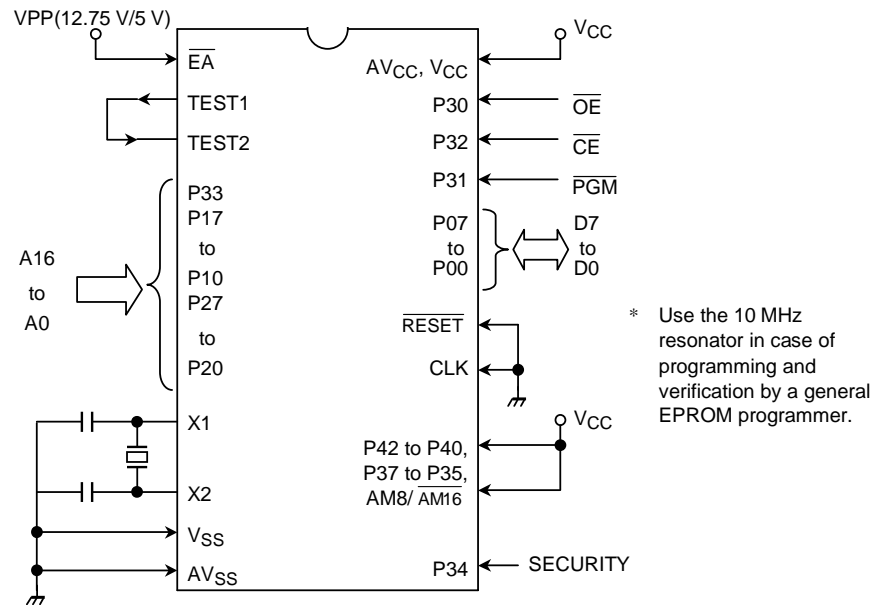 VPP(12.75 V/5 V)
EA
TEST1
TEST2
P33
P17
to
P10
P27
to
P20
A16
to
A0
X1
X2
VSS
AVSS
VCC
AVCC, VCC
P30
OE
P32
CE
P31
PGM
P07
to
P00
D7
to
D0
RESET
CLK
VCC
P42 to P40,
P37 to P35,
AM8/ AM16
P34
SECURITY
* Use the 10 MHz
resonator in case of
programming and
verification by a general
EPROM programmer.